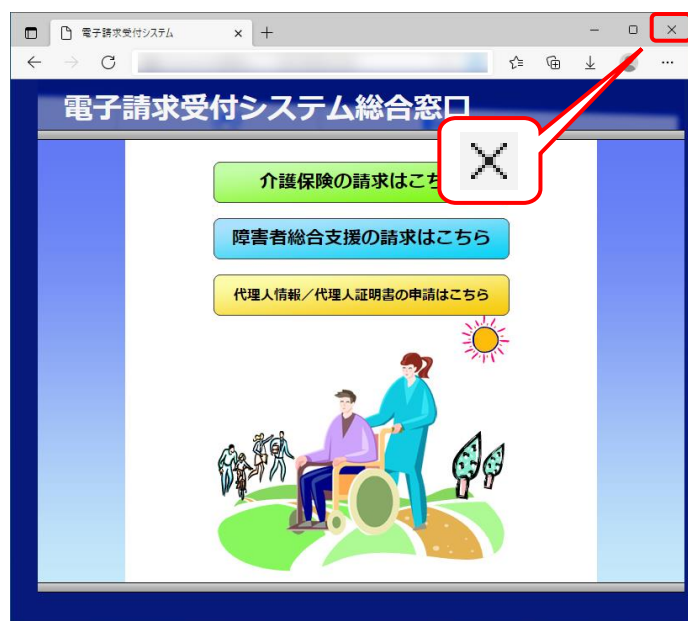 電子請求受付システム
電子請求受付システム総合窓口
介護保険の請求はこち
障害者総合支援の請求はこちら
代理人情報／代理人証明書の申請はこちら